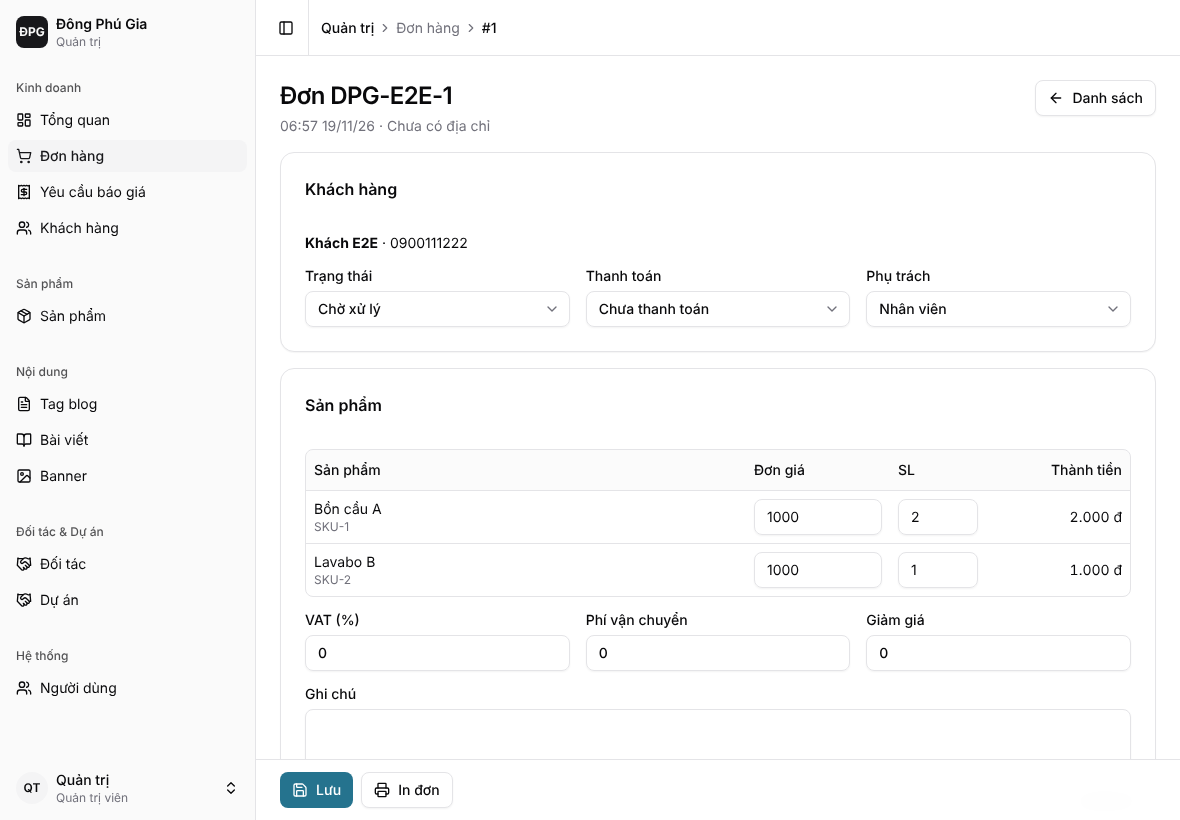 ĐPG
Đông Phú Gia
Quản trị
Kinh doanh
Tổng quan
Đơn hàng
Yêu cầu báo giá
Khách hàng
Sản phẩm
Sản phẩm
Nội dung
Tag blog
Bài viết
Banner
Đối tác & Dự án
Đối tác
Dự án
Hệ thống
Người dùng
QT
Quản trị
Quản trị viên
Quản trị > Đơn hàng > #1
Đơn DPG-E2E-1
06:57 19/11/26 · Chưa có địa chỉ
Danh sách
Khách hàng
Khách E2E · 0900111222
Trạng thái Thanh toán Phụ trách
Chờ xử lý Chưa thanh toán Nhân viên
Sản phẩm
Sản phẩm Đơn giá SL Thành tiền
Bồn cầu A 1000 2 2.000 đ
SKU-1
Lavabo B 1000 1 1.000 đ
SKU-2
VAT (%) Phí vận chuyển Giảm giá
0 0 0
Ghi chú
Lưu In đơn